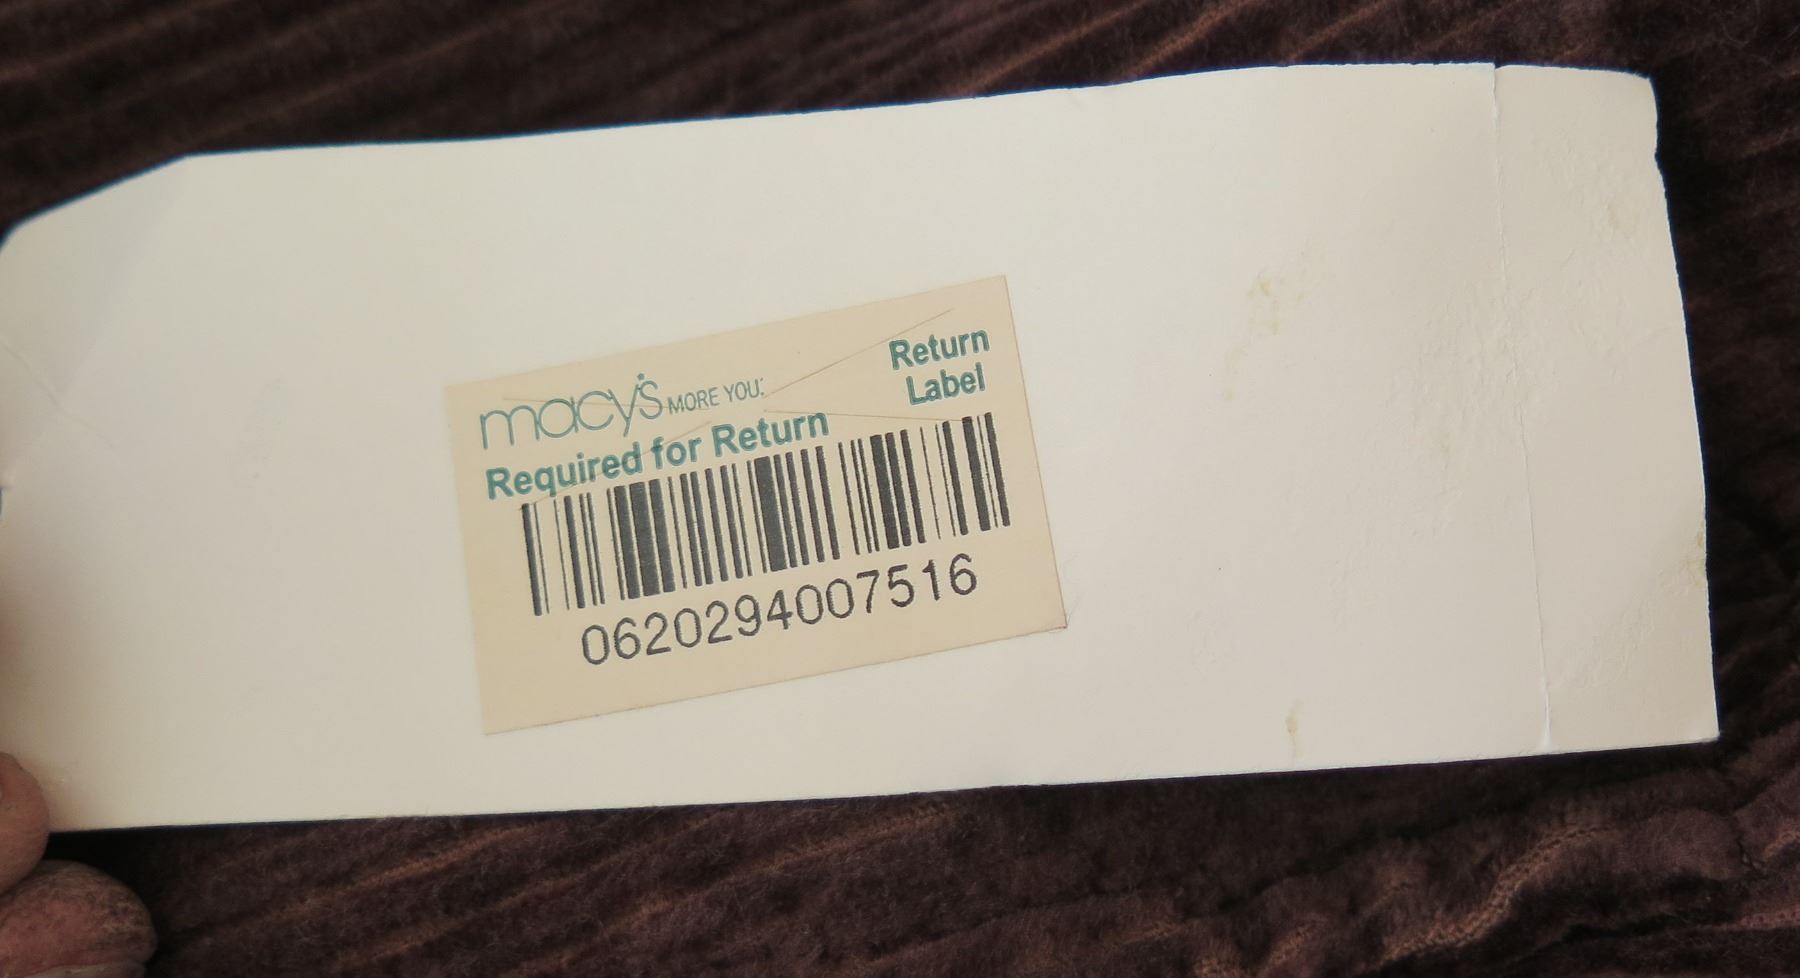 macy's MORE YOU.
Return
Label
Required for Return
0620294007516